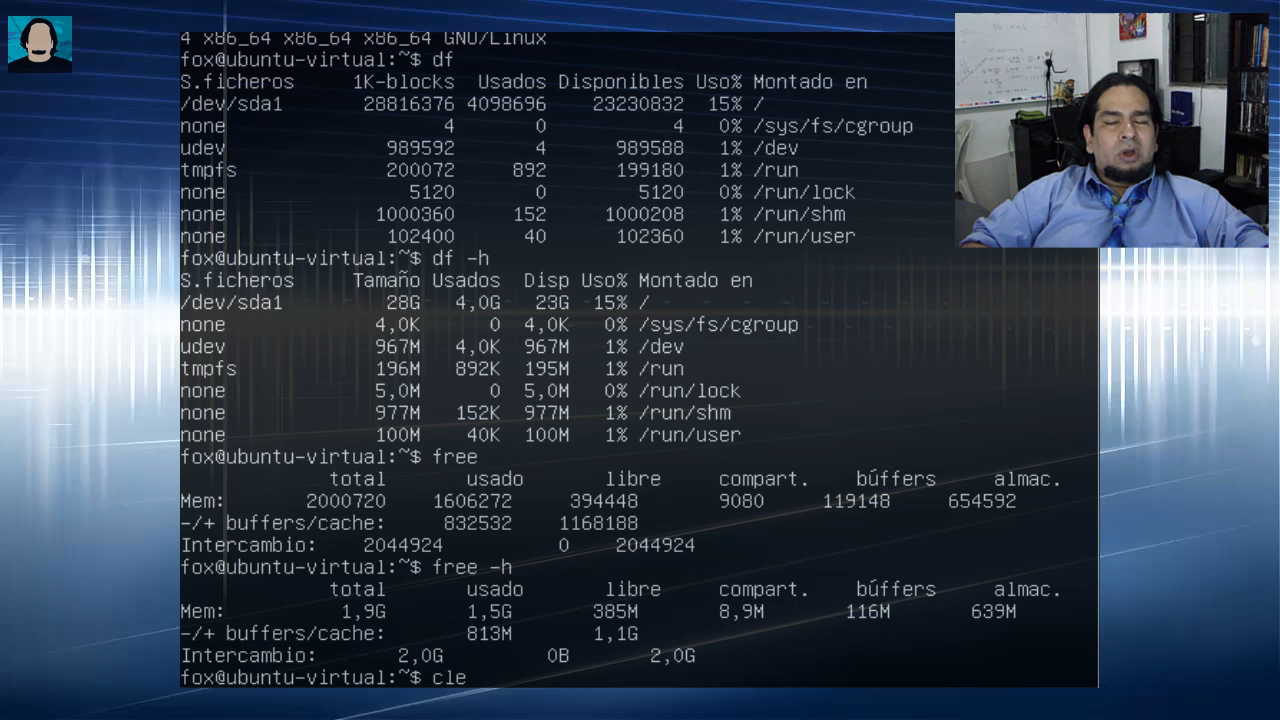 4 x86_64 x86_64 x86_64 GNU/Linux
fox@ubuntu-virtual:~$ df
S.ficheros 1K-blocks Usados Disponibles Uso% Montado en
/dev/sda1 28816376 4098696 23230832 15% /
none 4 0 4 0% /sys/fs/cgroup
udev 989592 4 989588 1% /dev
tmpfs 200072 892 199180 1% /run
none 5120 0 5120 0% /run/lock
none 1000360 152 1000208 1% /run/shm
none 102400 40 102360 1% /run/user
fox@ubuntu-virtual:~$ df -h
S.ficheros Tamaño Usados Disp Uso% Montado en
/dev/sda1 28G 4,0G 23G 15% /
none 4,0K 0 4,0K 0% /sys/fs/cgroup
udev 967M 4,0K 967M 1% /dev
tmpfs 196M 892K 195M 1% /run
none 5,0M 0 5,0M 0% /run/lock
none 977M 152K 977M 1% /run/shm
none 100M 40K 100M 1% /run/user
fox@ubuntu-virtual:~$ free
total usado libre compart. búffers almac.
Mem: 2000720 1606272 394448 9080 119148 654592
-/+ buffers/cache: 832532 1168188
Intercambio: 2044924 0 2044924
fox@ubuntu-virtual:~$ free -h
total usado libre compart. búffers almac.
Mem: 1,9G 1,5G 385M 8,9M 116M 639M
-/+ buffers/cache: 813M 1,1G
Intercambio: 2,0G 0B 2,0G
fox@ubuntu-virtual:~$ cle